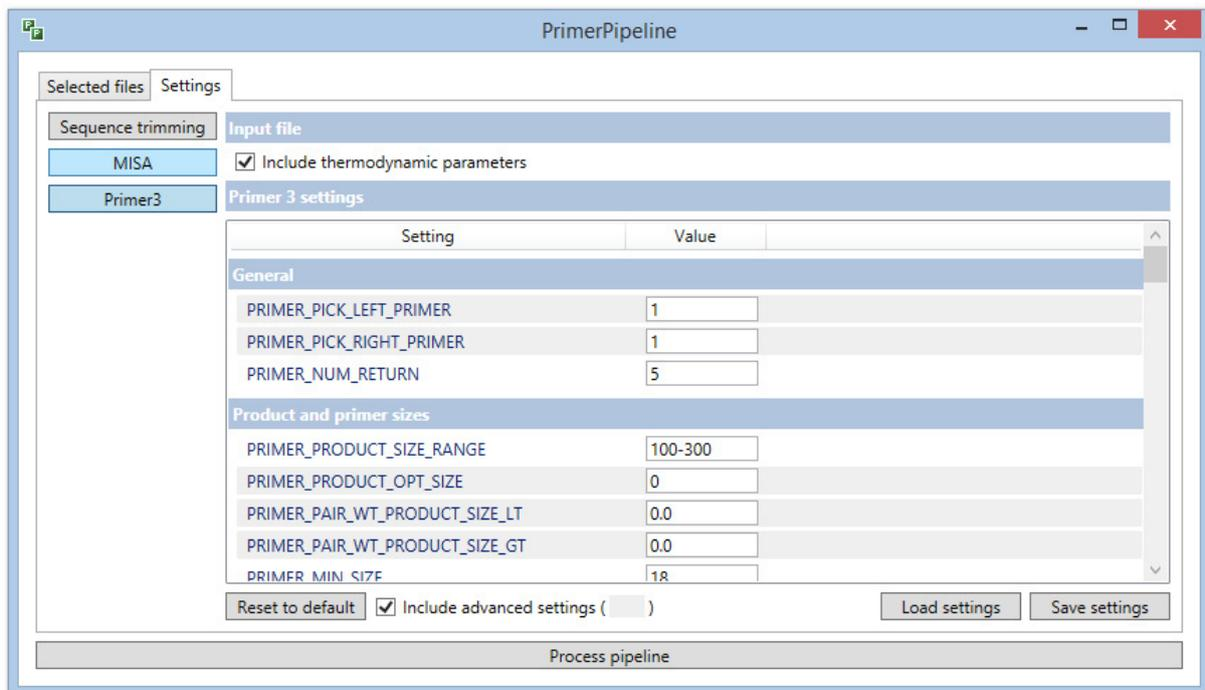 PrimerPipeline
Selected files Settings
Sequence trimming
MISA
Primer3
Input file
Include thermodynamic parameters
Primer 3 settings
Setting Value
General
PRIMER_PICK_LEFT_PRIMER 1
PRIMER_PICK_RIGHT_PRIMER 1
PRIMER_NUM_RETURN 5
Product and primer sizes
PRIMER_PRODUCT_SIZE_RANGE 100-300
PRIMER_PRODUCT_OPT_SIZE 0
PRIMER_PAIR_WT_PRODUCT_SIZE_LT 0.0
PRIMER_PAIR_WT_PRODUCT_SIZE_GT 0.0
PRIMER_MIN_SIZE 18
Reset to default Include advanced settings ( ) Load settings Save settings
Process pipeline